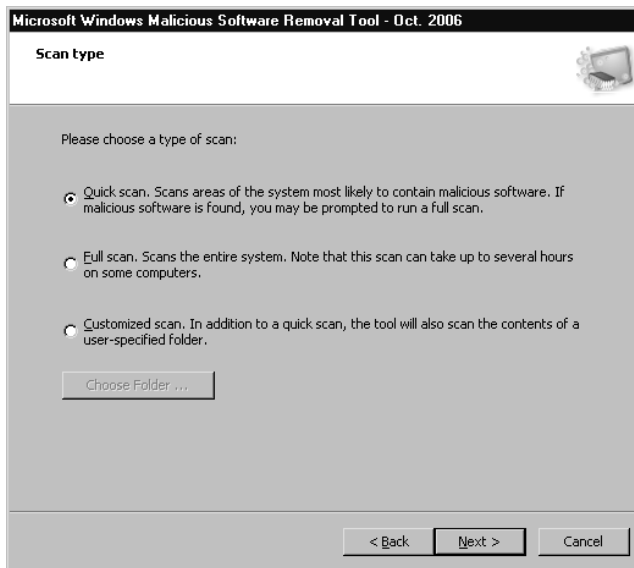 Microsoft Windows Malicious Software Removal Tool - Oct. 2006
Scan type
Please choose a type of scan:
Quick scan. Scans areas of the system most likely to contain malicious software. If
malicious software is found, you may be prompted to run a full scan.
Full scan. Scans the entire system. Note that this scan can take up to several hours
on some computers.
Customized scan. In addition to a quick scan, the tool will also scan the contents of a
user-specified folder.
Choose Folder ...
< Back
Next >
Cancel